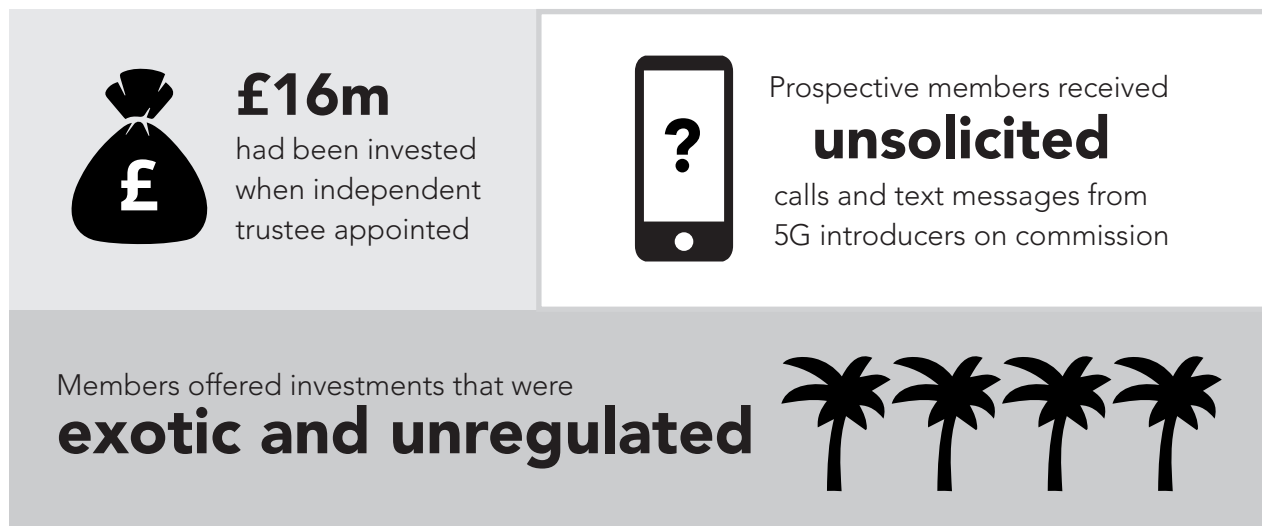 £
£16m
had been invested
when independent
trustee appointed
?
Prospective members received
unsolicited
calls and text messages from
5G introducers on commission
Members offered investments that were
exotic and unregulated